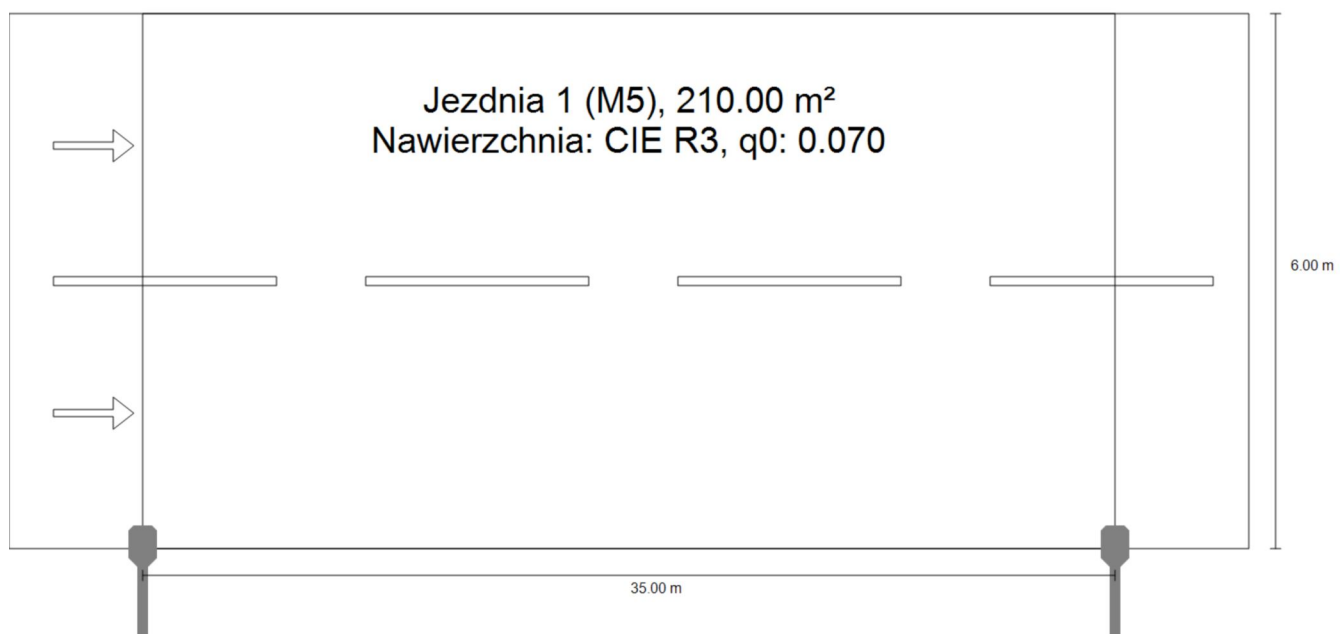 Jezdnia 1 (M5), 210.00 m²
Nawierzchnia: CIE R3, q0: 0.070
6.00 m
35.00 m